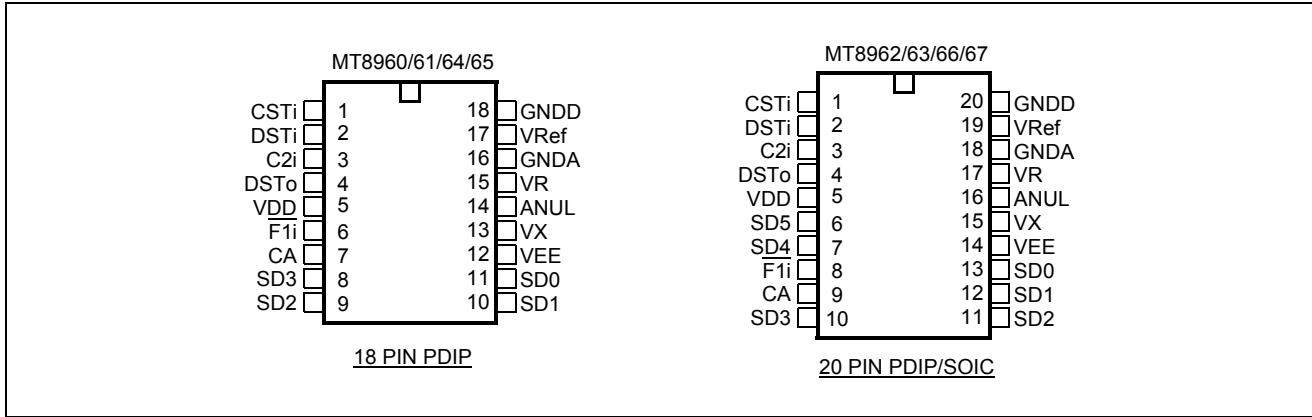 MT8960/61/64/65
CSTi 1 18 GNDD
DSTi 2 17 VRef
C2i 3 16 GNDA
DSTo 4 15 VR
VDD 5 14 ANUL
F1i 6 13 VX
CA 7 12 VEE
SD3 8 11 SD0
SD2 9 10 SD1
18 PIN PDIP
MT8962/63/66/67
CSTi 1 20 GNDD
DSTi 2 19 VRef
C2i 3 18 GNDA
DSTo 4 17 VR
VDD 5 16 ANUL
SD5 6 15 VX
SD4 7 14 VEE
F1i 8 13 SD0
CA 9 12 SD1
SD3 10 11 SD2
20 PIN PDIP/SOIC